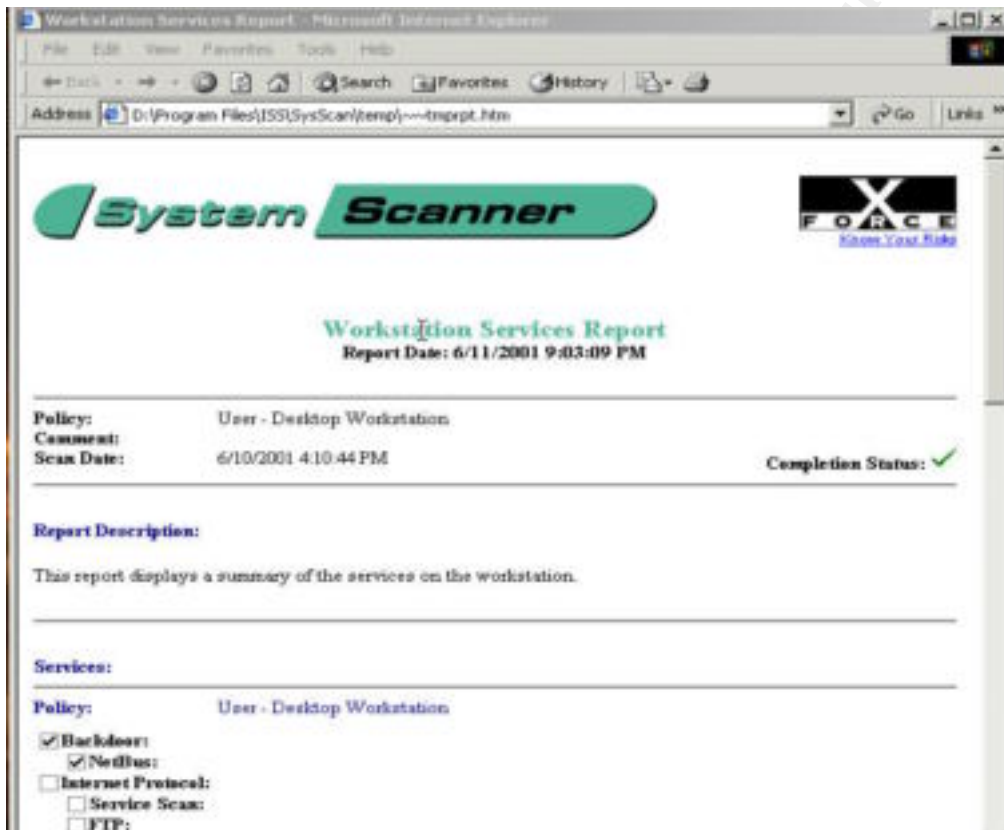 Workstation Services Report - Microsoft Internet Explorer
File Edit View Favorites Tools Help
Back Search Favorites History
Address D:\Program Files\ISS\SysScan\temp\~~tmprpt.htm Go Links
System Scanner
X
FORCE
Know Your Risks
Workstation Services Report
Report Date: 6/11/2001 9:03:09 PM
Policy: User - Desktop Workstation
Comment:
Scan Date: 6/10/2001 4:10:44 PM
Completion Status:
Report Description:
This report displays a summary of the services on the workstation.
Services:
Policy: User - Desktop Workstation
Backdoor:
NetBus:
Internet Protocol:
Service Scan:
FTP: